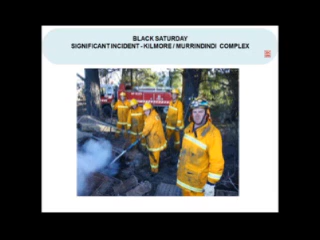 BLACK SATURDAY
SIGNIFICANT INCIDENT - KILMORE / MURRINDINDI COMPLEX